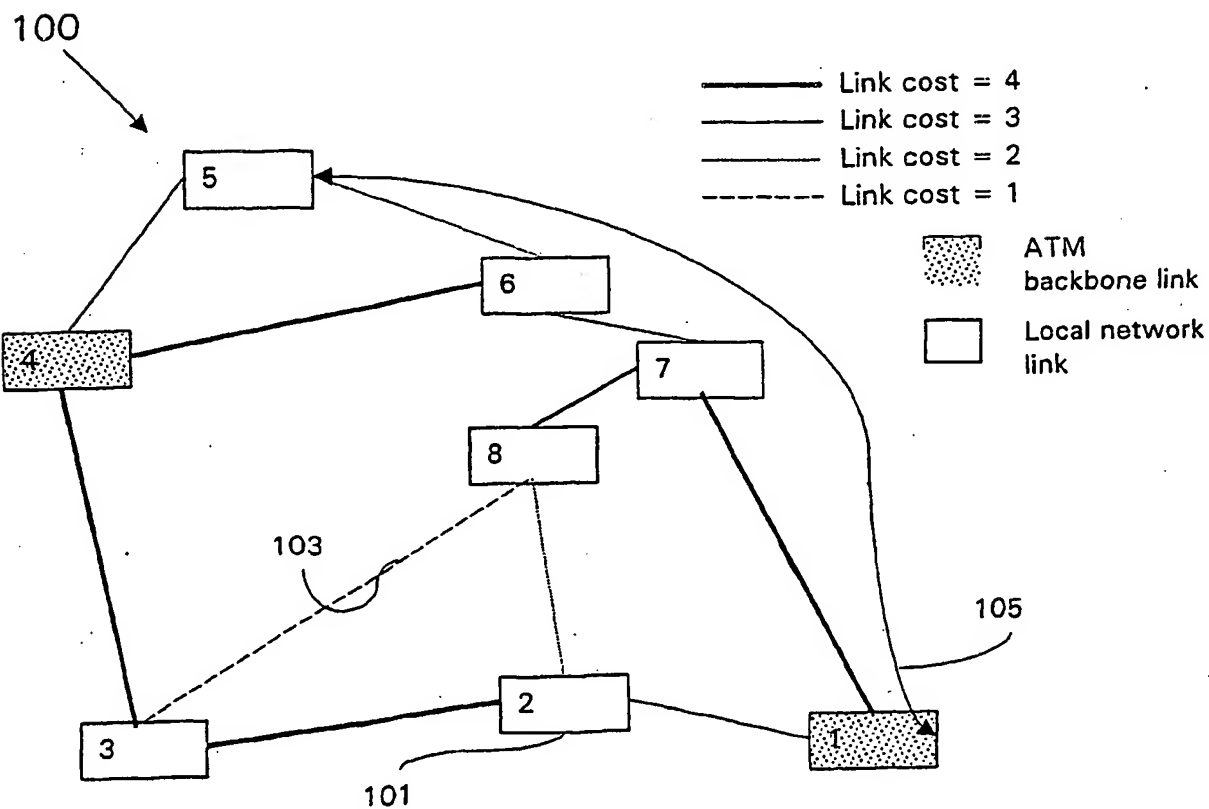 100
Link cost = 4
Link cost = 3
Link cost = 2
Link cost = 1
5
ATM
backbone link
6
Local network
link
4
7
8
103
105
2
1
3
101